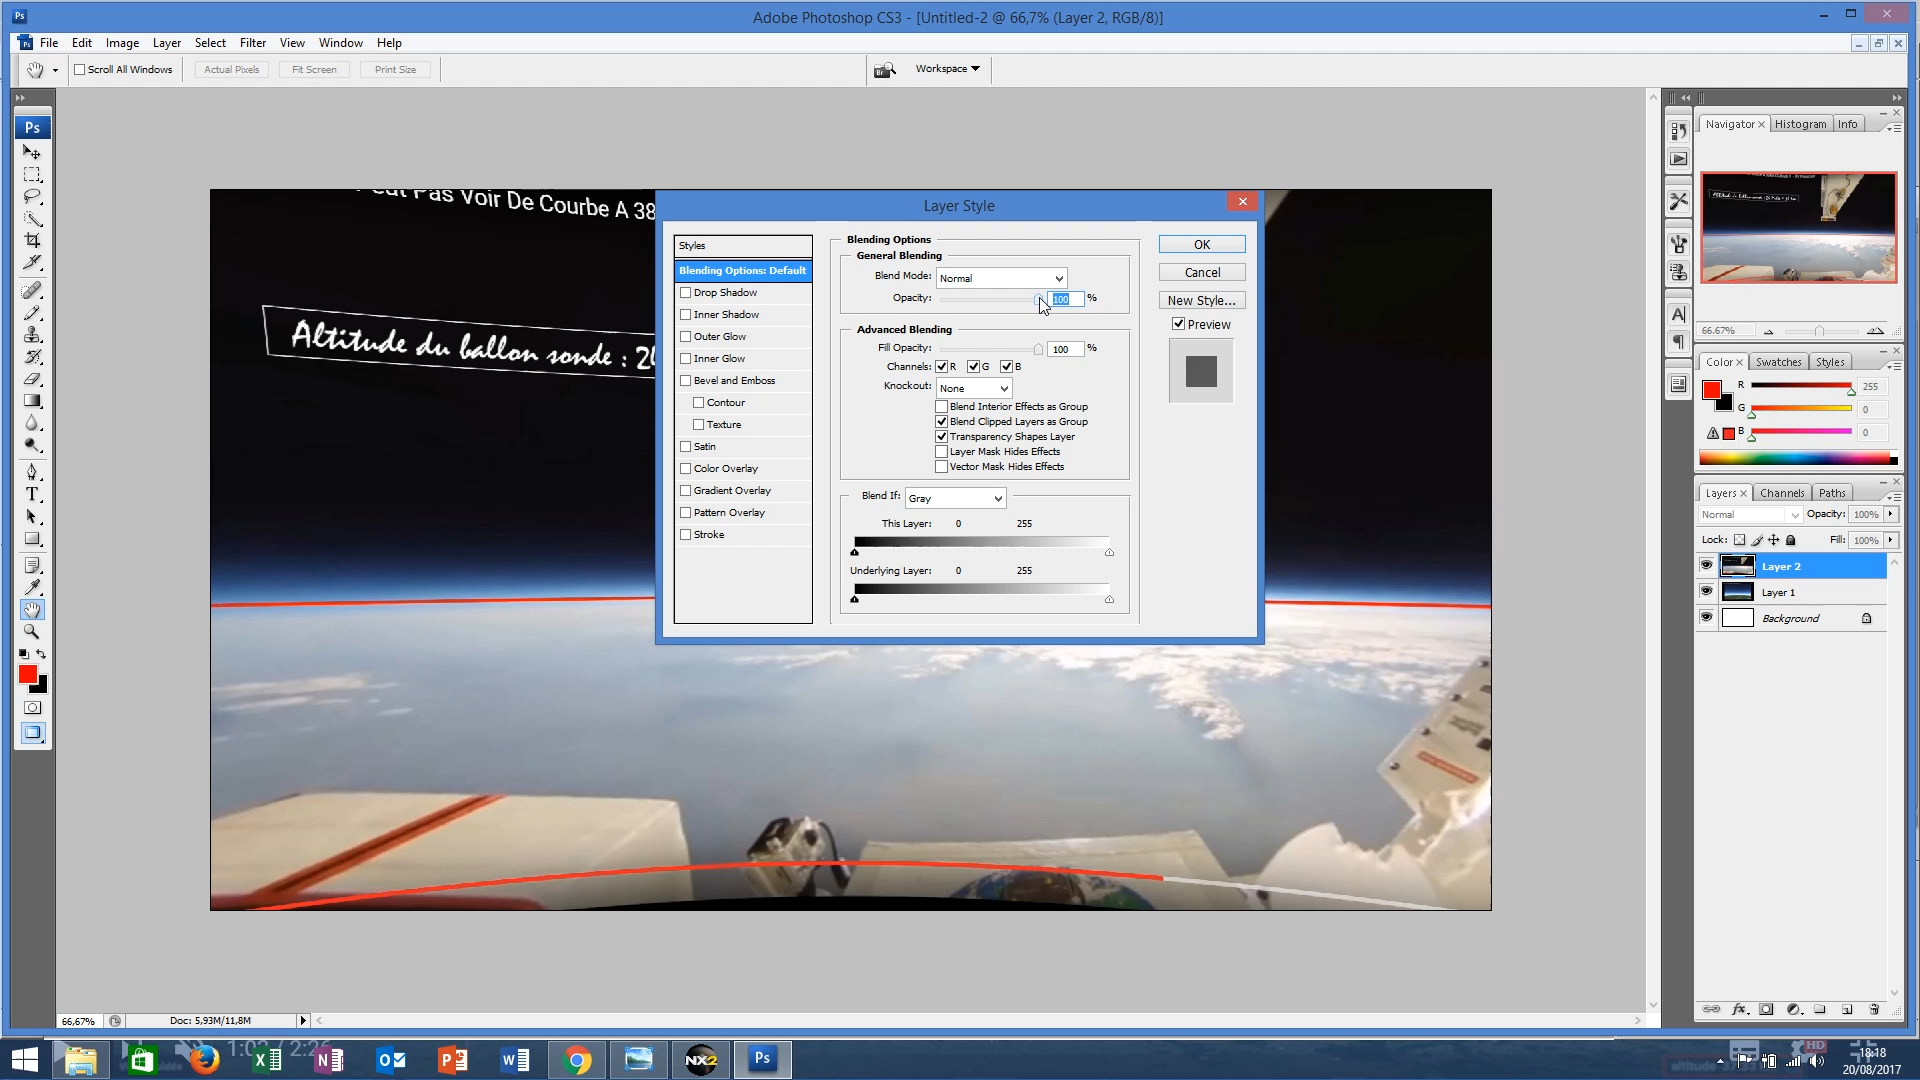 Ps
Adobe Photoshop CS3 - [Untitled-2 @ 66,7% (Layer 2, RGB/8)]
Ps File Edit Image Layer Select Filter View Window Help
Scroll All Windows Actual Pixels Fit Screen Print Size Br Workspace
Ps
T
Pas Voir De Courbe A 38
Altitude du ballon sonde :
Layer Style
Styles
Blending Options: Default
Drop Shadow
Inner Shadow
Outer Glow
Inner Glow
Bevel and Emboss
Contour
Texture
Satin
Color Overlay
Gradient Overlay
Pattern Overlay
Stroke
Blending Options
General Blending
Blend Mode: Normal
Opacity: 100 %
Advanced Blending
Fill Opacity: 100 %
Channels: R G B
Knockout: None
Blend Interior Effects as Group
Blend Clipped Layers as Group
Transparency Shapes Layer
Layer Mask Hides Effects
Vector Mask Hides Effects
Blend If: Gray
This Layer: 0 255
Underlying Layer: 0 255
OK
Cancel
New Style...
Preview
Navigator Histogram Info
66.67%
Color Swatches Styles
R 255
G 0
B 0
Layers Channels Paths
Normal Opacity: 100%
Lock: Fill: 100%
Layer 2
Layer 1
Background
66,67% Doc: 5,93M/11,8M
NX2 Ps
HD
18:18
20/08/2017